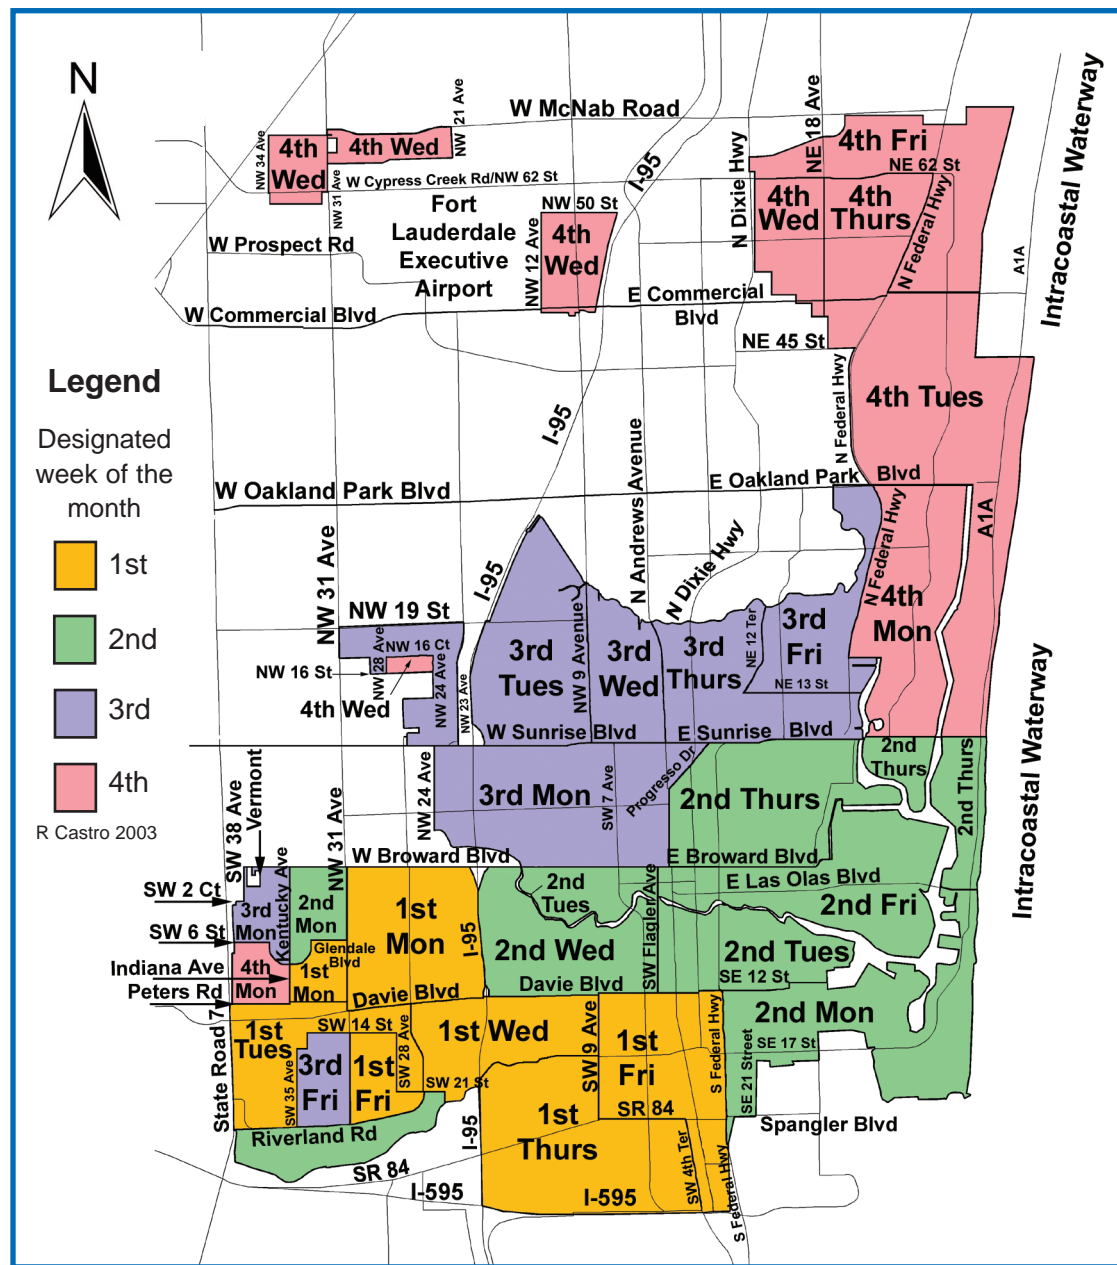 N
W McNab Road
NW 21 Ave
NE 18 Ave
4th Fri
NW 34 Ave
4th
Wed
4th Wed
NE 62 St
W Cypress Creek Rd/NW 62 St
NW 31 Ave
I-95
N Dixie Hwy
4th
Wed
4th
Thurs
N Federal Hwy
Intracoastal Waterway
A1A
Fort
Lauderdale
Executive
Airport
NW 50 St
NW 12 Ave
4th
Wed
W Prospect Rd
W Commercial Blvd
E Commercial
Blvd
NE 45 St
N Federal Hwy
4th Tues
Legend
Designated
week of the
month
1st
2nd
3rd
4th
R Castro 2003
I-95
N Andrews Avenue
W Oakland Park Blvd
E Oakland Park Blvd
N Federal Hwy
A1A
NW 31 Ave
I-95
N Dixie Hwy
NW 19 St
NW 28 Ave
NW 16 Ct
NW 16 St
NW 24 Ave
NW 23 Ave
4th Wed
3rd
Tues
NW 9 Avenue
3rd
Wed
3rd
Thurs
NE 12 Ter
3rd
Fri
NE 13 St
4th
Mon
W Sunrise Blvd
E Sunrise Blvd
Intracoastal Waterway
2nd
Thurs
2nd Thurs
NW 24 Ave
3rd Mon
SW 7 Ave
Progresso Dr
2nd Thurs
SW 38 Ave
Vermont
NW 31 Ave
W Broward Blvd
E Broward Blvd
SW 2 Ct
Kentucky Ave
3rd
Mon
2nd
Mon
1st
Mon
I-95
2nd
Tues
SW Flagler Ave
E Las Olas Blvd
2nd Fri
SW 6 St
Glendale
Blvd
2nd Wed
2nd Tues
Indiana Ave
4th
Mon
1st
Mon
Peters Rd
Davie Blvd
Davie Blvd
SE 12 St
State Road 7
1st
Tues
SW 14 St
SW 28 Ave
1st Wed
SW 9 Ave
1st
Fri
S Federal Hwy
2nd Mon
SE 17 St
SE 21 Street
SW 35 Ave
3rd
Fri
1st
Fri
SW 21 St
I-95
1st
Thurs
SR 84
Spangler Blvd
Riverland Rd
SR 84
SW 4th Ter
S Federal Hwy
I-595
I-595